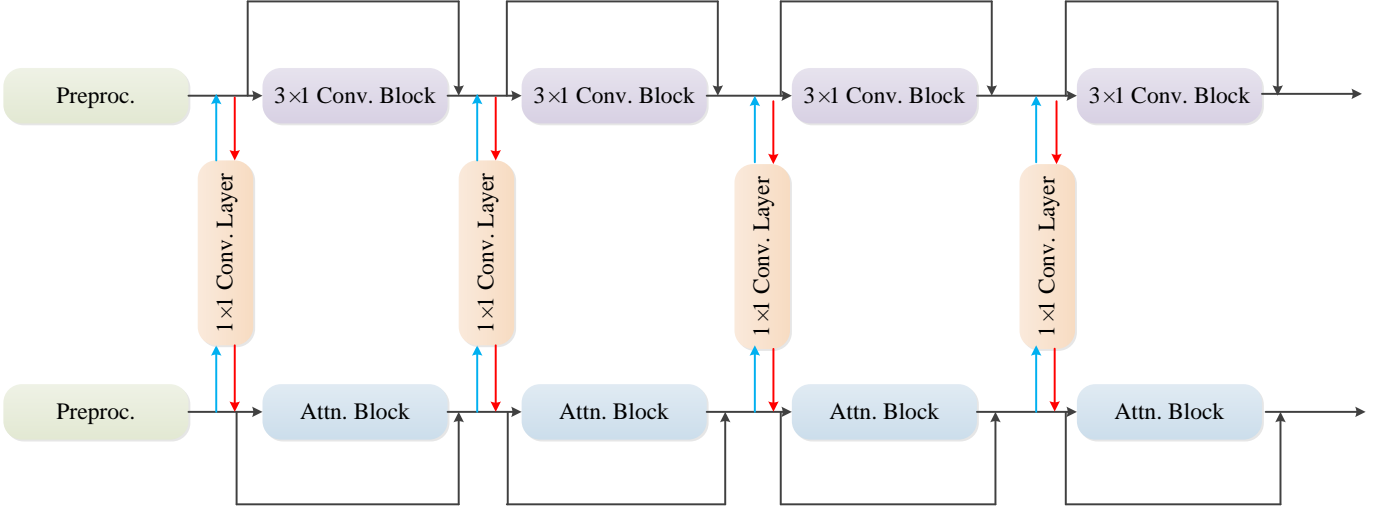 Preproc.
3×1 Conv. Block
3×1 Conv. Block
3×1 Conv. Block
3×1 Conv. Block
1×1 Conv. Layer
1×1 Conv. Layer
1×1 Conv. Layer
1×1 Conv. Layer
Preproc.
Attn. Block
Attn. Block
Attn. Block
Attn. Block